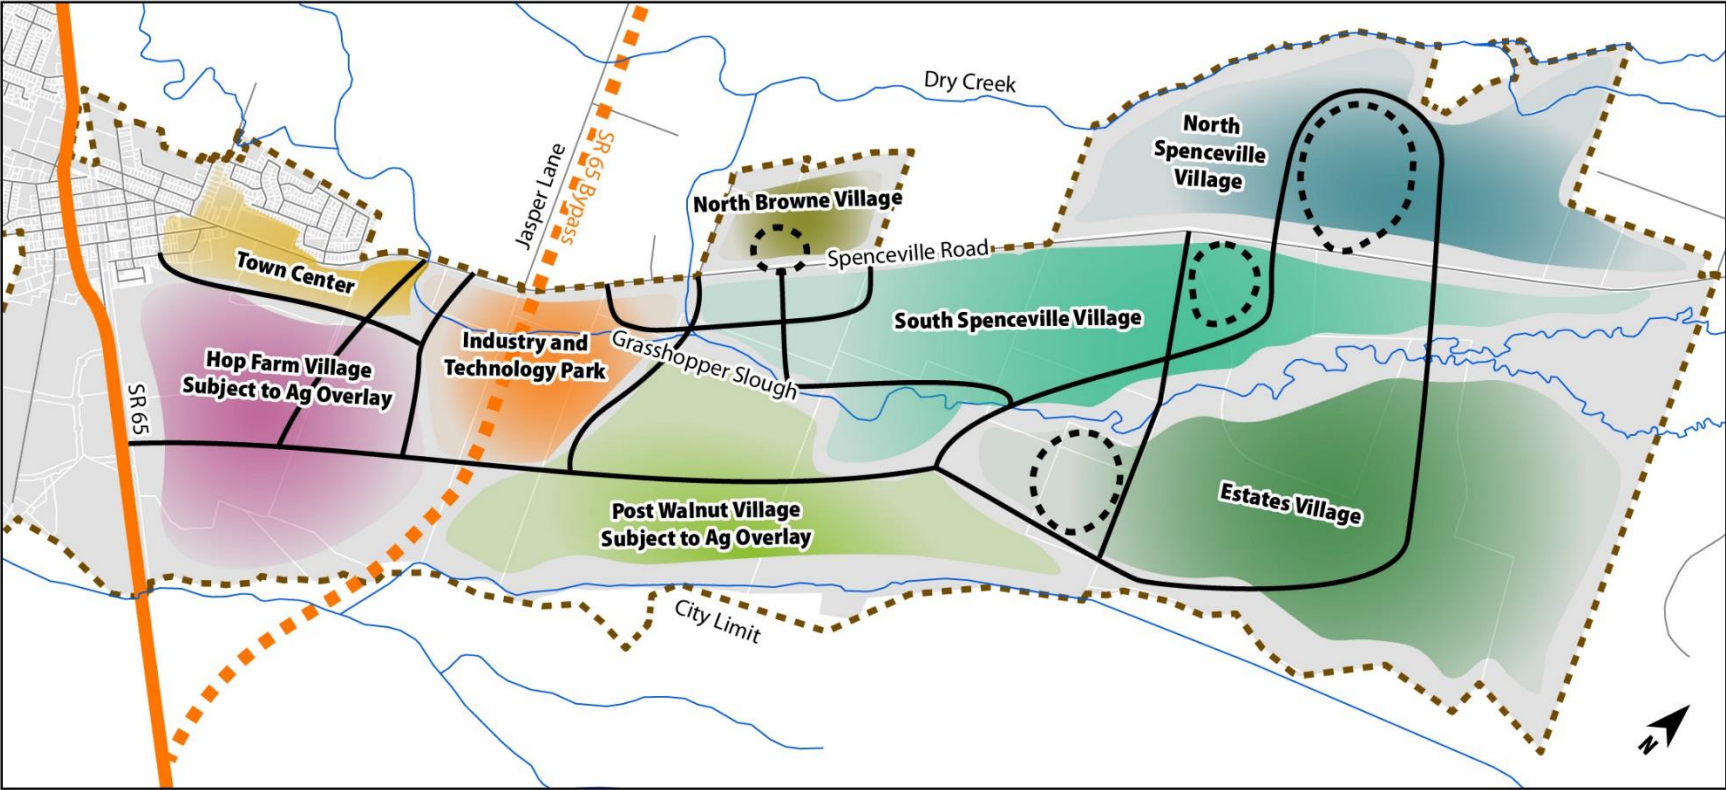 Dry Creek
North
Spenceville
Village
Jasper Lane
SR 65 Bypass
North Browne Village
Spenceville Road
Town Center
South Spenceville Village
Industry and
Technology Park
Grasshopper Slough
Hop Farm Village
Subject to Ag Overlay
SR 65
Estates Village
Post Walnut Village
Subject to Ag Overlay
City Limit
N